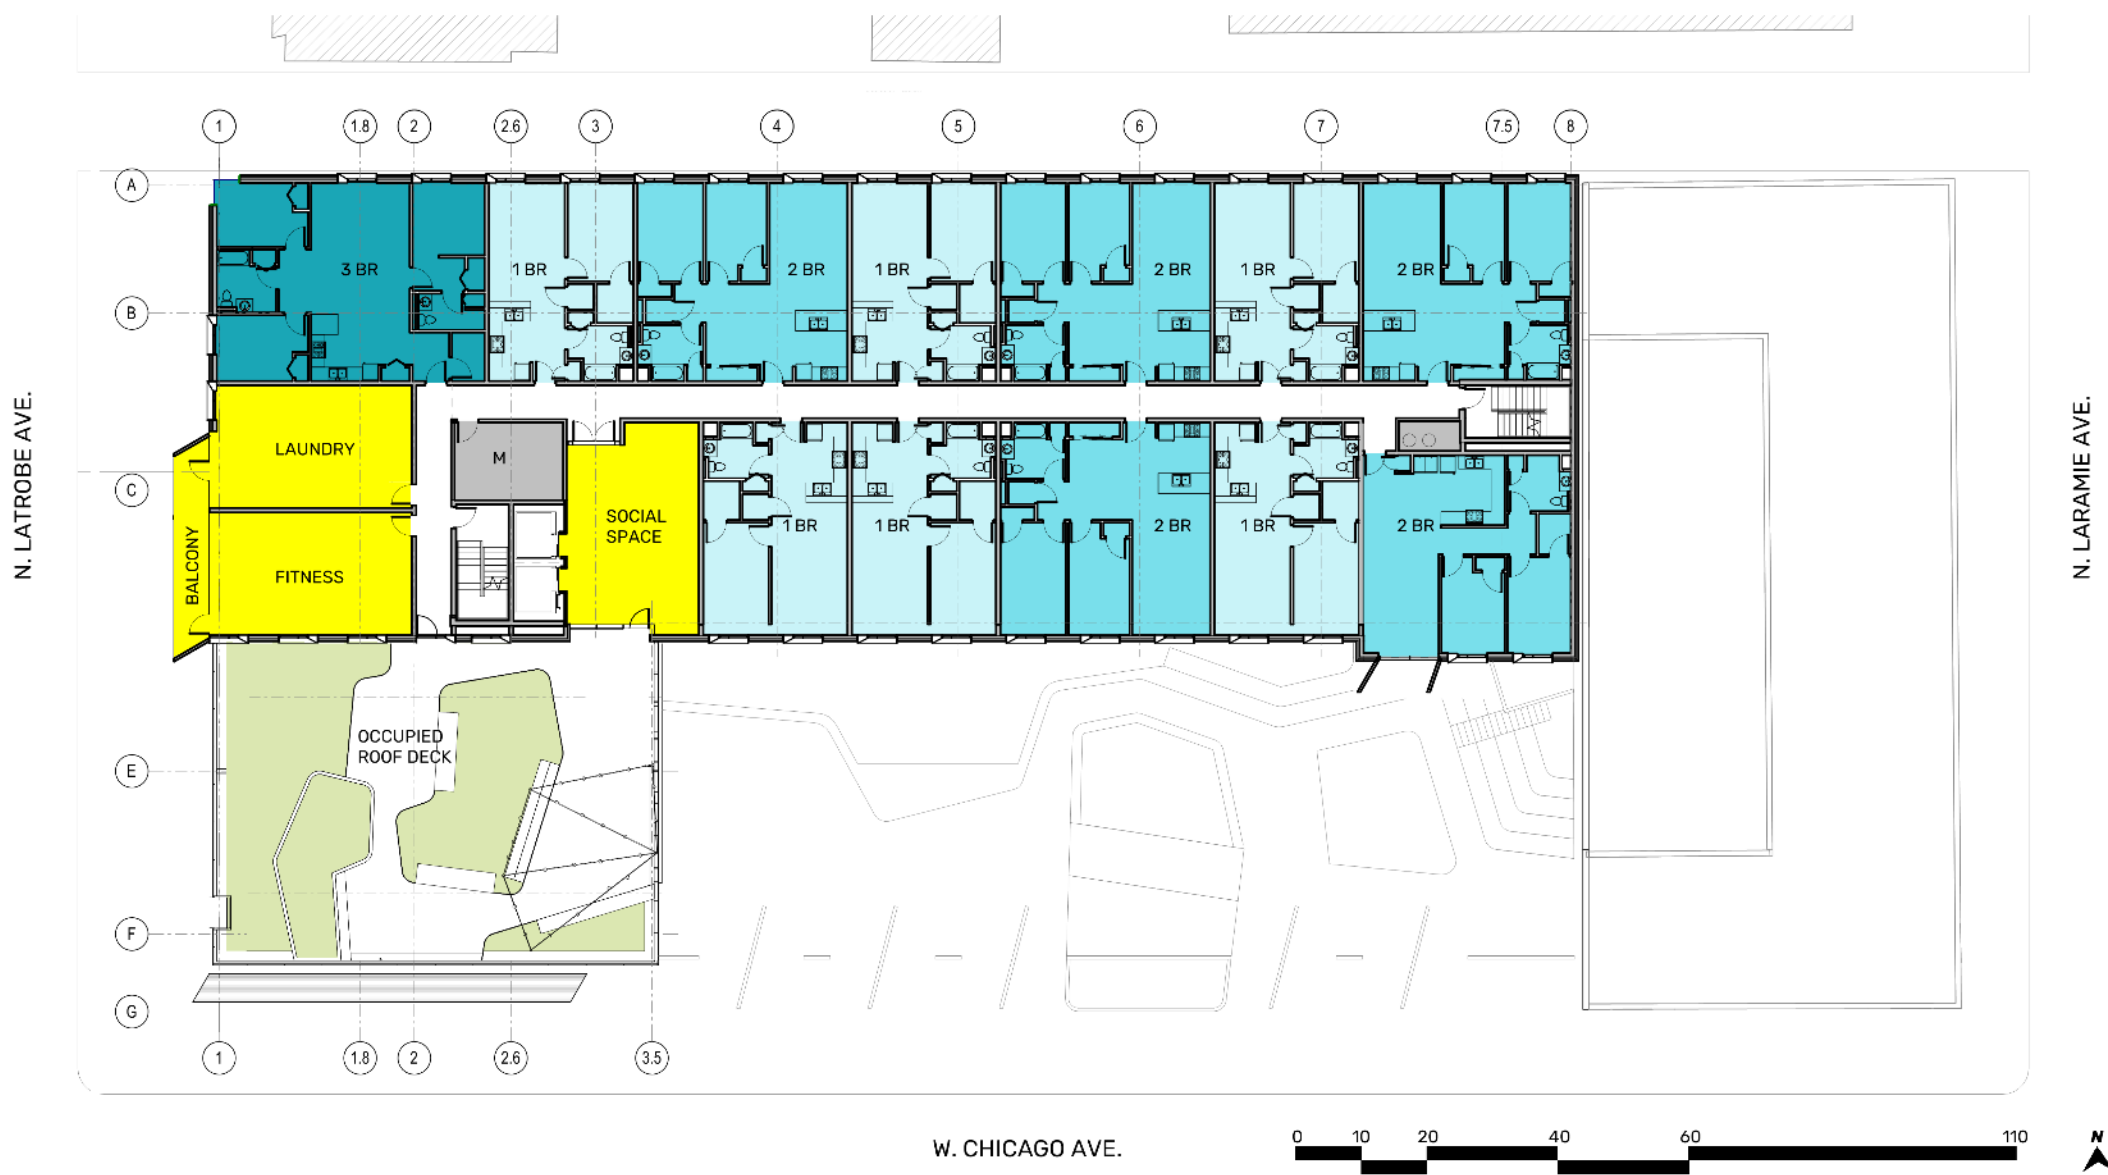 1
1.8
2
2.6
3
4
5
6
7
7.5
8
A
3 BR
1 BR
2 BR
1 BR
2 BR
1 BR
2 BR
B
N. LATROBE AVE.
N. LARAMIE AVE.
LAUNDRY
M
C
SOCIAL
SPACE
1 BR
1 BR
2 BR
1 BR
2 BR
BALCONY
FITNESS
OCCUPIED
ROOF DECK
E
F
G
1
1.8
2
2.6
3.5
W. CHICAGO AVE.
0 10 20 40 60 110
N